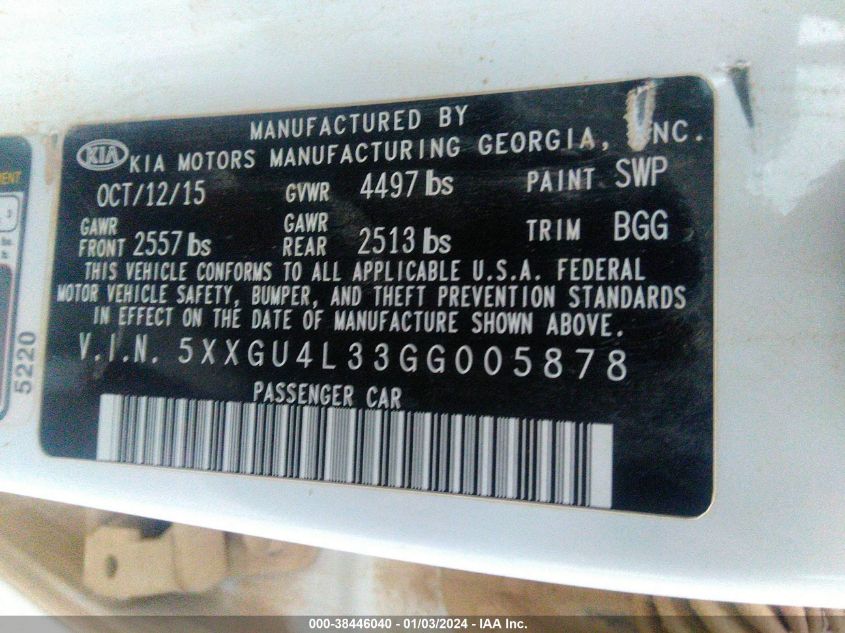 MANUFACTURED BY
KIA KIA MOTORS MANUFACTURING GEORGIA, INC.
OCT/12/15 GVWR 4497 lbs PAINT SWP
GAWR FRONT 2557 lbs GAWR REAR 2513 lbs TRIM BGG
THIS VEHICLE CONFORMS TO ALL APPLICABLE U.S.A. FEDERAL
MOTOR VEHICLE SAFETY, BUMPER, AND THEFT PREVENTION STANDARDS
IN EFFECT ON THE DATE OF MANUFACTURE SHOWN ABOVE.
V.I.N. 5XXGU4L33GG005878
PASSENGER CAR
5220
000-38446040 - 01/03/2024 - IAA Inc.